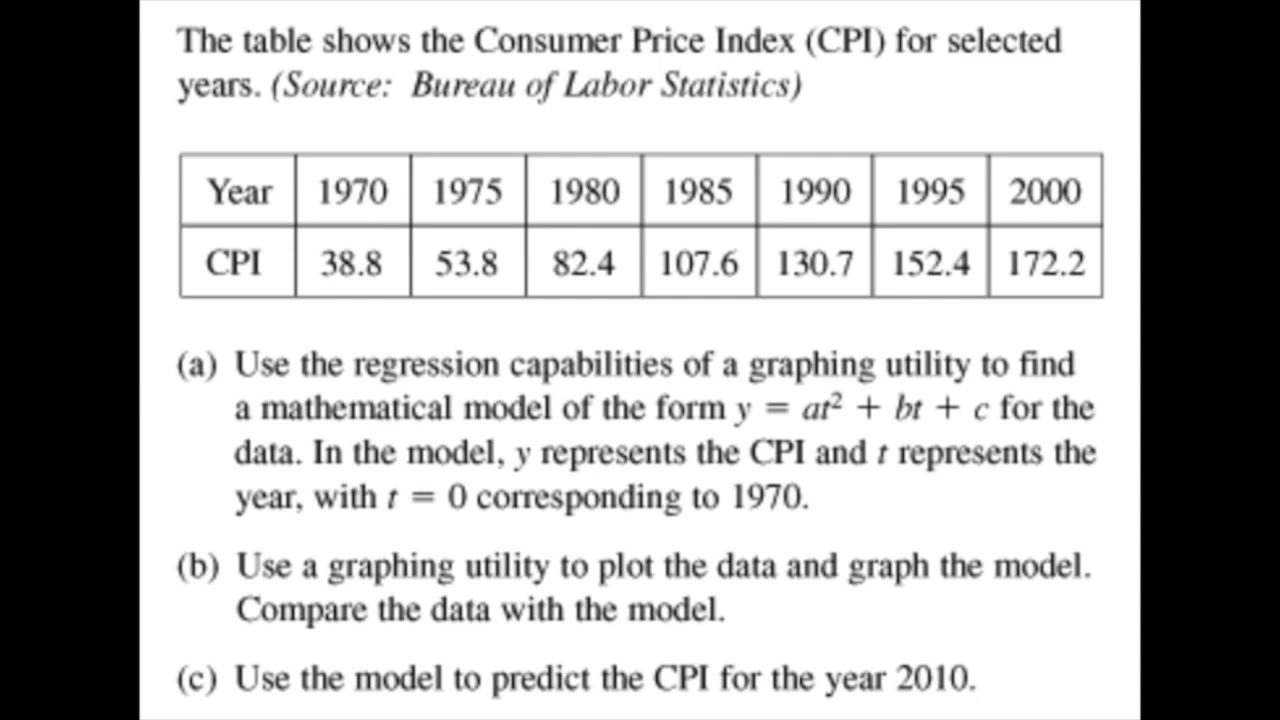 The table shows the Consumer Price Index (CPI) for selected
years. (Source: Bureau of Labor Statistics)
Year 1970 1975 1980 1985 1990 1995 2000
CPI 38.8 53.8 82.4 107.6 130.7 152.4 172.2
(a) Use the regression capabilities of a graphing utility to find
a mathematical model of the form y = at² + bt + c for the
data. In the model, y represents the CPI and t represents the
year, with t = 0 corresponding to 1970.
(b) Use a graphing utility to plot the data and graph the model.
Compare the data with the model.
(c) Use the model to predict the CPI for the year 2010.